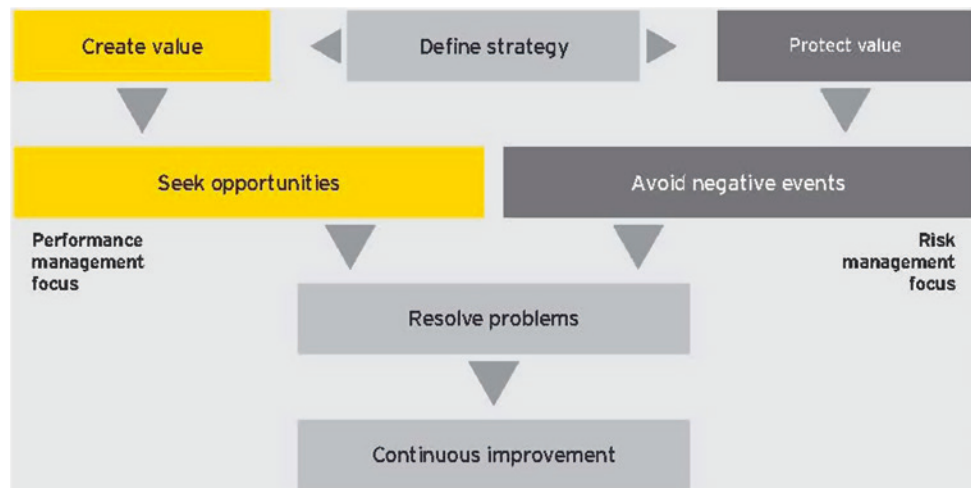 Create value
Define strategy
Protect value
Seek opportunities
Avoid negative events
Performance
management
focus
Risk
management
focus
Resolve problems
Continuous improvement